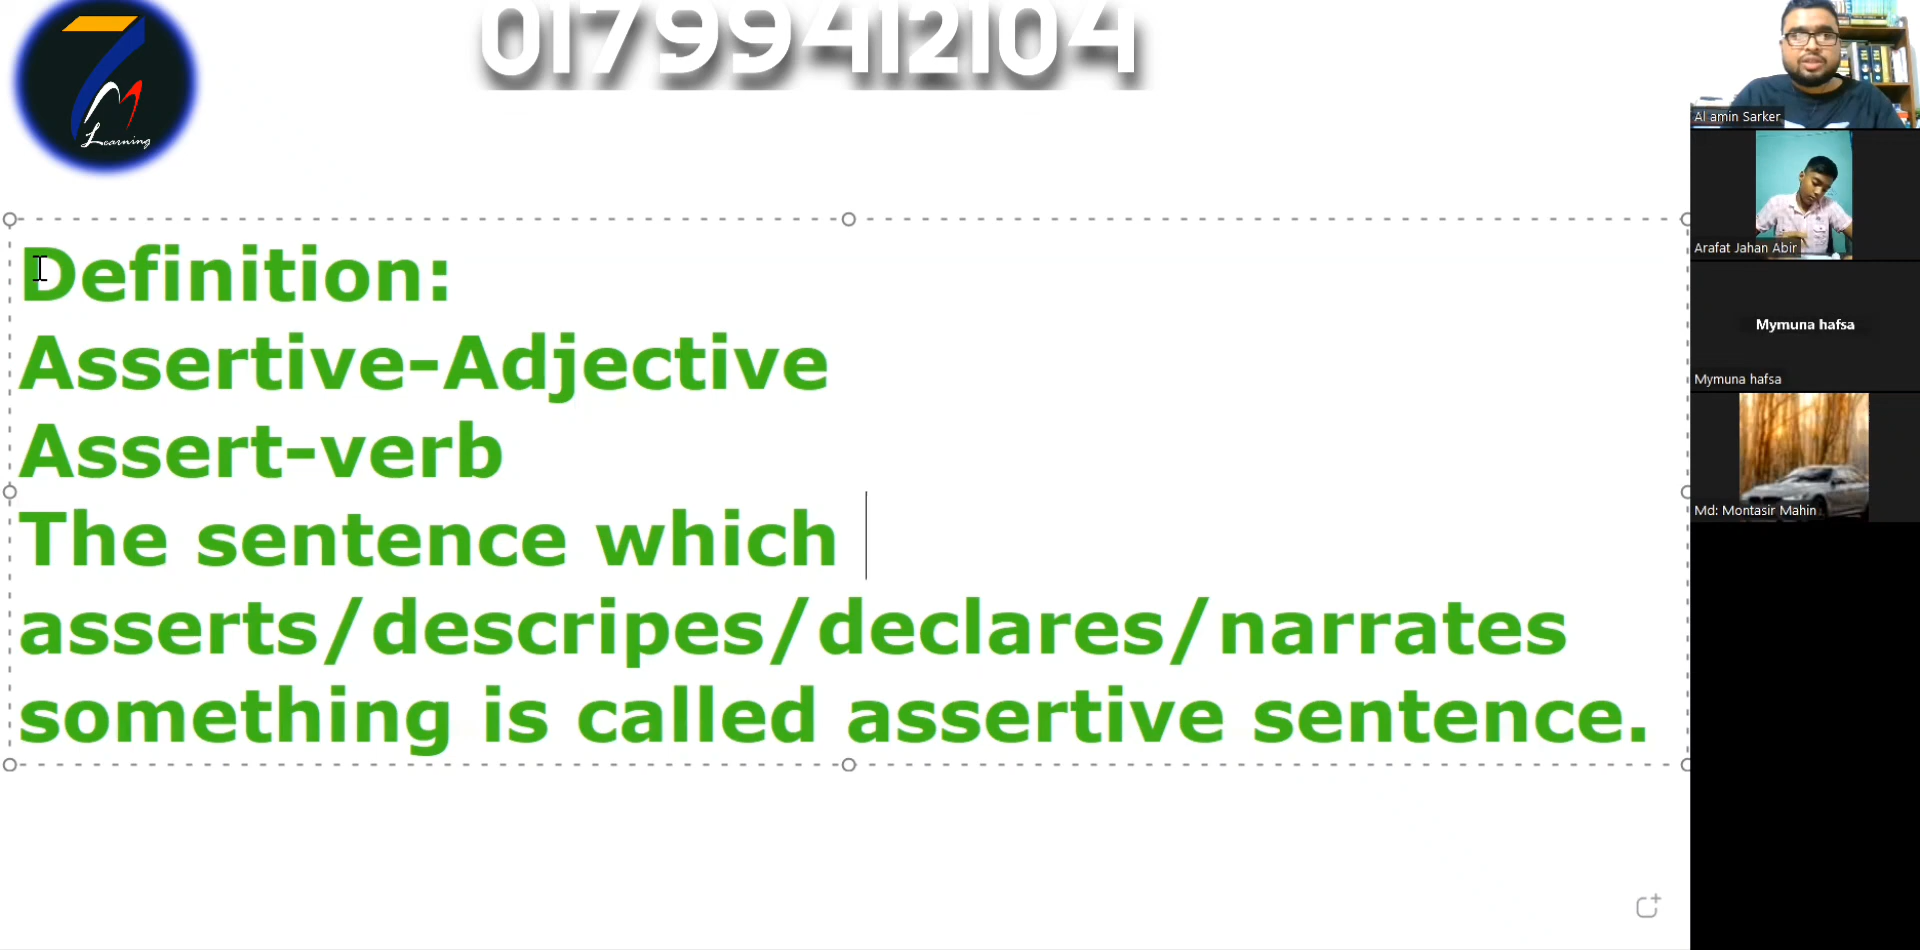 01799412104
7
M
Learning
Definition:
Assertive-Adjective
Assert-verb
The sentence which
asserts/descripes/declares/narrates
something is called assertive sentence.
Al amin Sarker
Arafat Jahan Abir
Mymuna hafsa
Mymuna hafsa
Md: Montasir Mahin